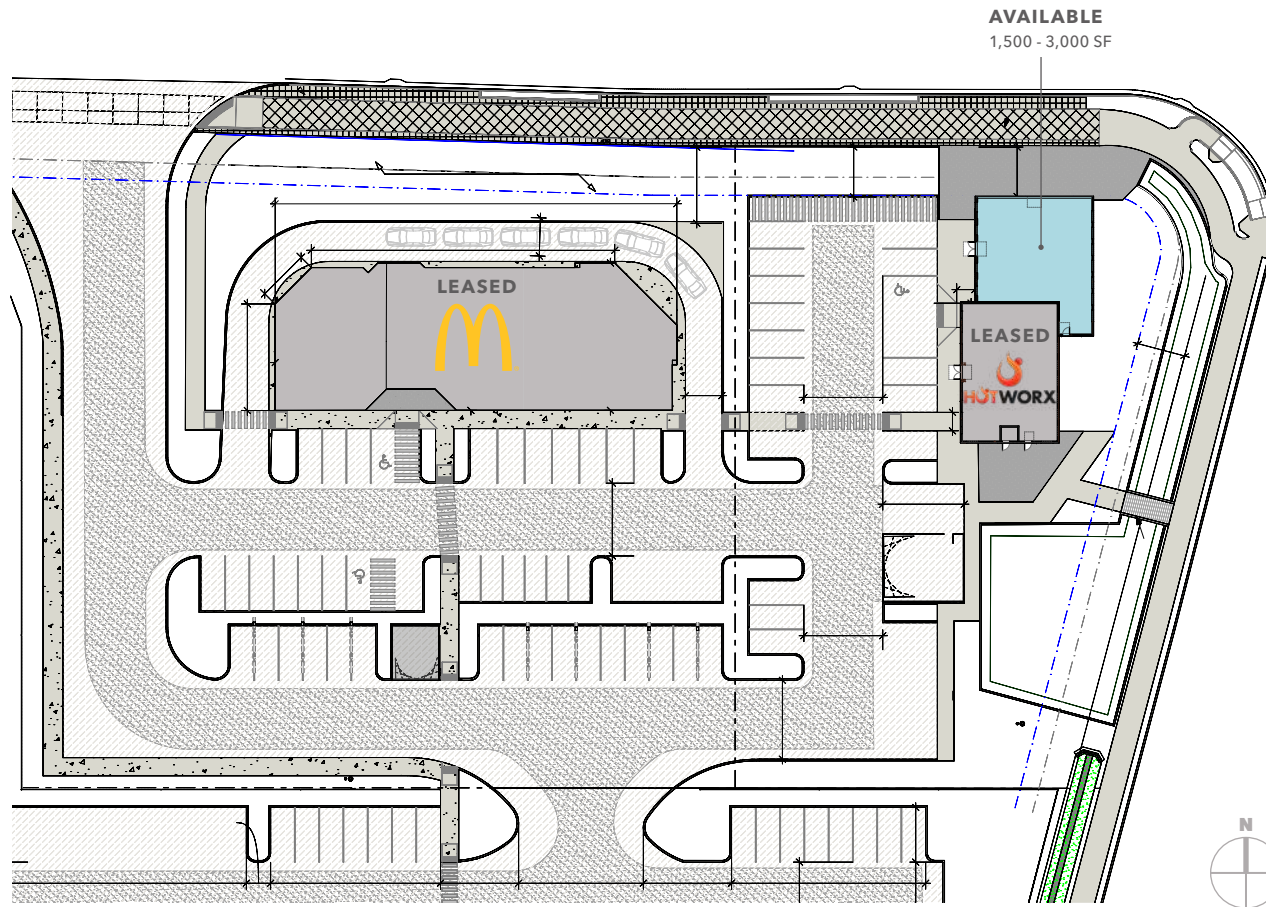 AVAILABLE
1,500 - 3,000 SF
LEASED
LEASED
HOTWORX
N